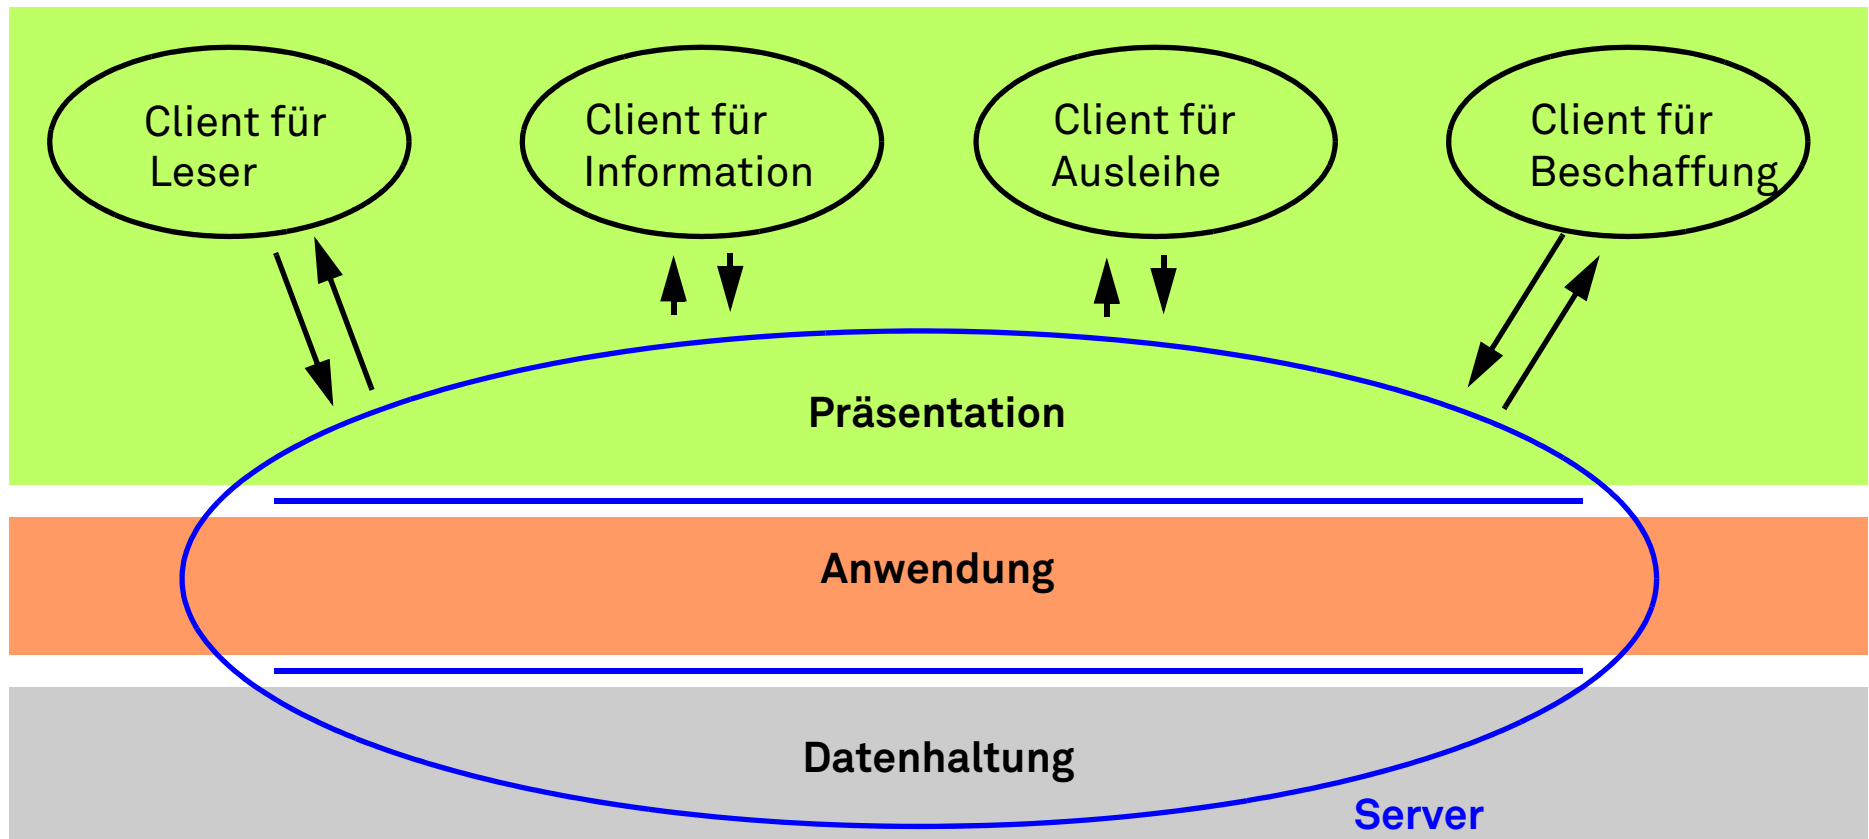 Client für
Leser
Client für
Information
Client für
Ausleihe
Client für
Beschaffung
Präsentation
Anwendung
Datenhaltung
Server